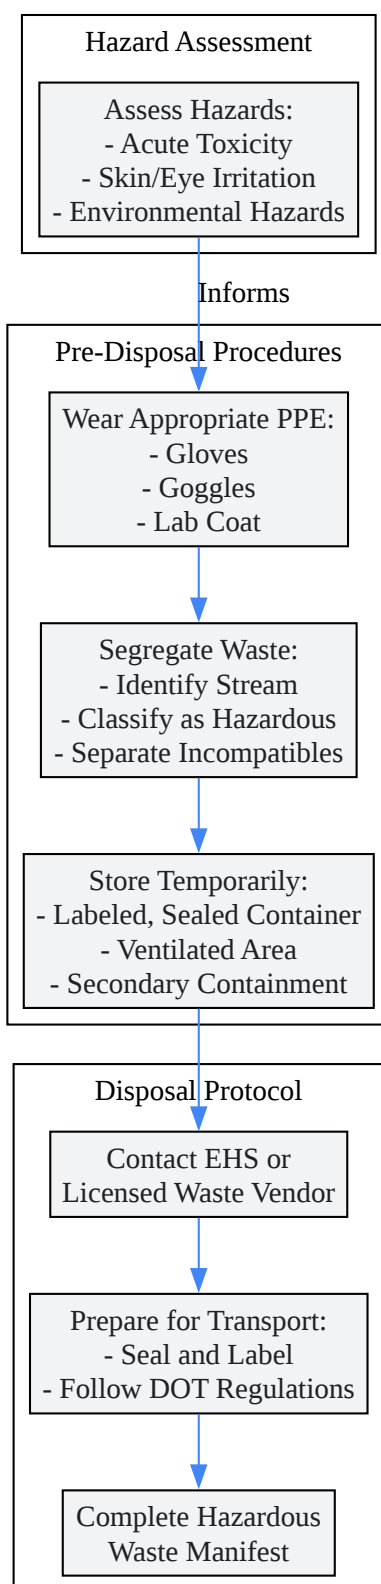 Hazard Assessment
Assess Hazards:
- Acute Toxicity
- Skin/Eye Irritation
- Environmental Hazards
Informs
Pre-Disposal Procedures
Wear Appropriate PPE:
- Gloves
- Goggles
- Lab Coat
Segregate Waste:
- Identify Stream
- Classify as Hazardous
- Separate Incompatibles
Store Temporarily:
- Labeled, Sealed Container
- Ventilated Area
- Secondary Containment
Disposal Protocol
Contact EHS or
Licensed Waste Vendor
Prepare for Transport:
- Seal and Label
- Follow DOT Regulations
Complete Hazardous
Waste Manifest